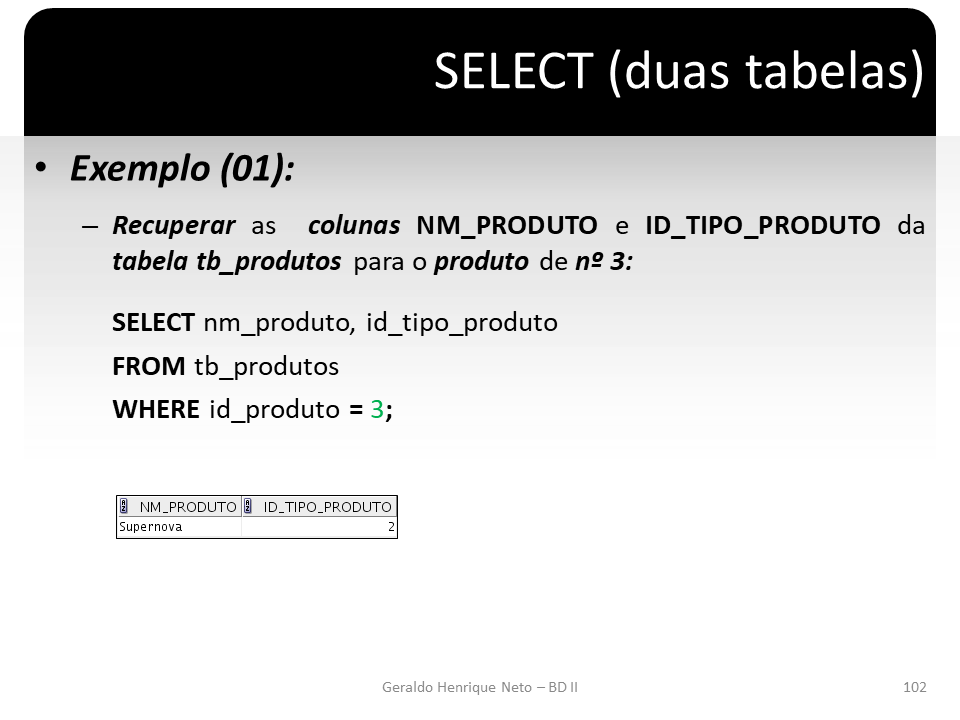 SELECT (duas tabelas)
• Exemplo (01):
– Recuperar as colunas NM_PRODUTO e ID_TIPO_PRODUTO da
tabela tb_produtos para o produto de nº 3:
SELECT nm_produto, id_tipo_produto
FROM tb_produtos
WHERE id_produto = 3;
NM_PRODUTO ID_TIPO_PRODUTO
Supernova 2
Geraldo Henrique Neto – BD II 102